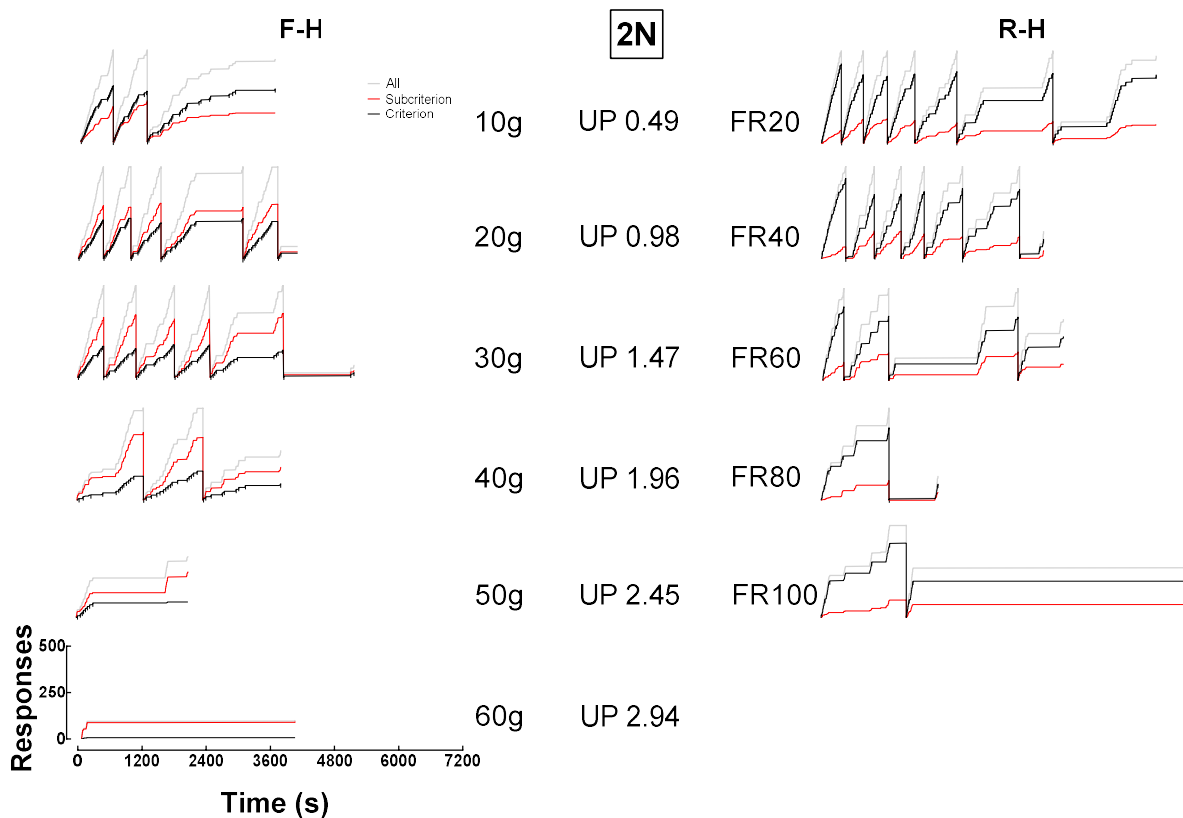 F-H 2N R-H
All
Subcriterion
Criterion
10g UP 0.49 FR20
20g UP 0.98 FR40
30g UP 1.47 FR60
40g UP 1.96 FR80
50g UP 2.45 FR100
60g UP 2.94
Responses
500
250
0
0 1200 2400 3600 4800 6000 7200
Time (s)